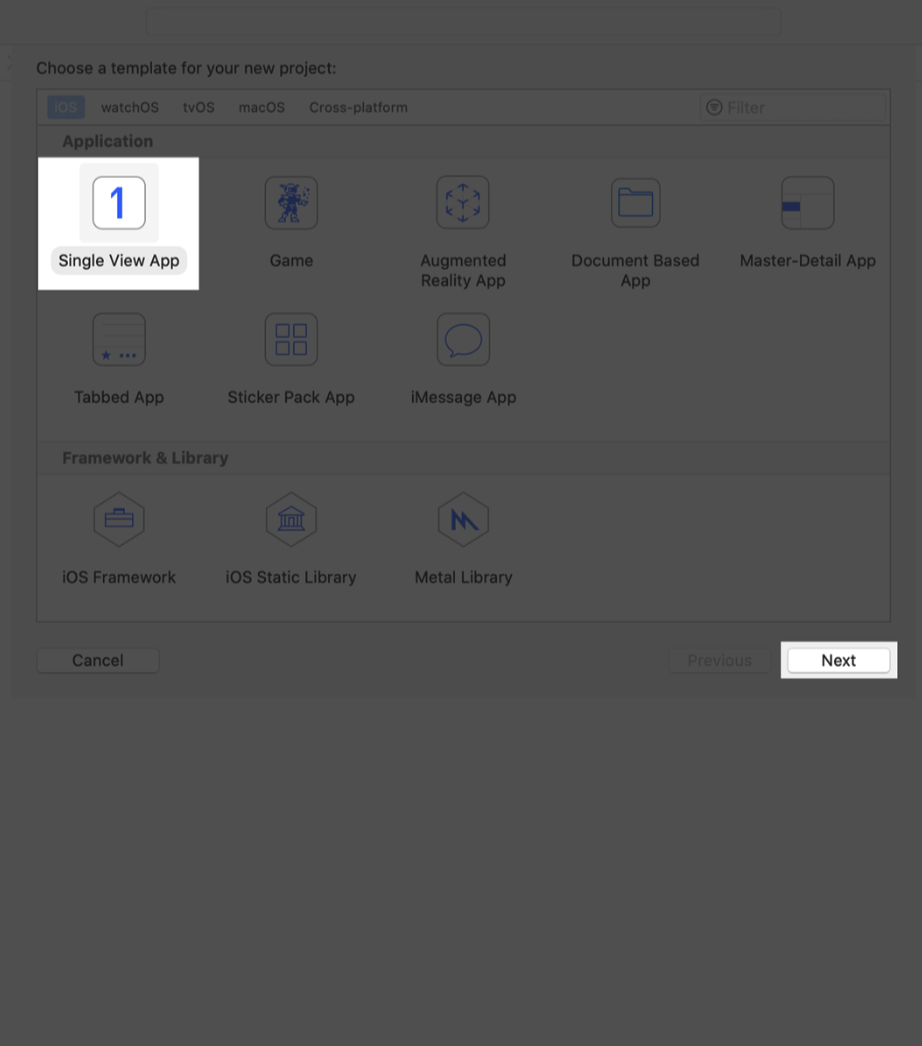 Choose a template for your new project:
iOS watchOS tvOS macOS Cross-platform Filter
Application
1
Single View App Game Augmented Reality App Document Based App Master-Detail App
Tabbed App Sticker Pack App iMessage App
Framework & Library
iOS Framework iOS Static Library Metal Library
Cancel Previous Next